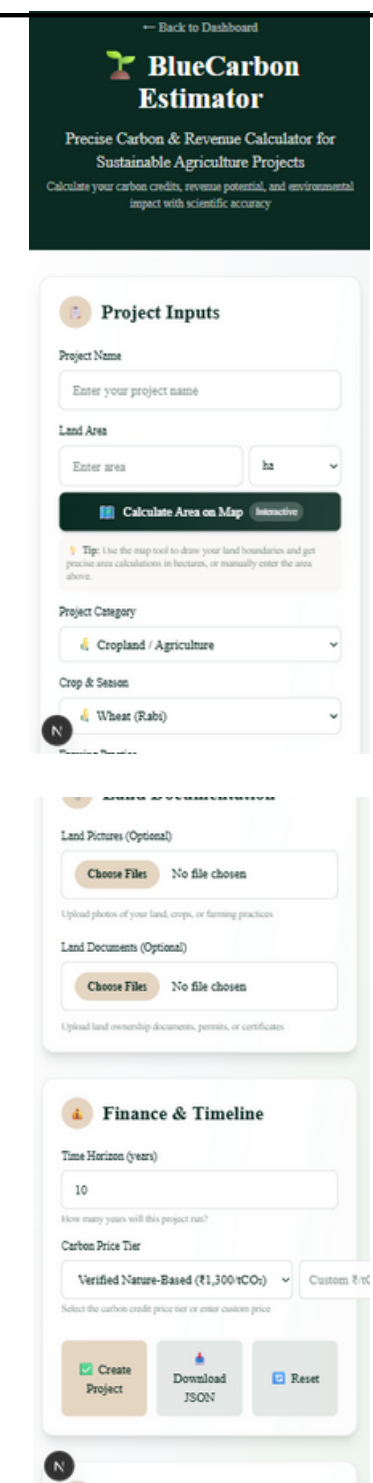 ← Back to Dashboard
BlueCarbon
Estimator
Precise Carbon & Revenue Calculator for
Sustainable Agriculture Projects
Calculate your carbon credits, revenue potential, and environmental
impact with scientific accuracy
Project Inputs
Project Name
Enter your project name
Land Area
Enter area
ha
Calculate Area on Map Interactive
Tip: Use the map tool to draw your land boundaries and get
precise area calculations in hectares, or manually enter the area
above.
Project Category
Cropland / Agriculture
Crop & Season
Wheat (Rabi)
N
Land Documentation
Land Pictures (Optional)
Choose Files No file chosen
Upload photos of your land, crops, or farming practices
Land Documents (Optional)
Choose Files No file chosen
Upload land ownership documents, permits, or certificates
Finance & Timeline
Time Horizon (years)
10
How many years will this project run?
Carbon Price Tier
Verified Nature-Based (₹1,300/tCO₂)
Custom ₹/tC
Select the carbon credit price tier or enter custom price
Create
Project
Download
JSON
Reset
N